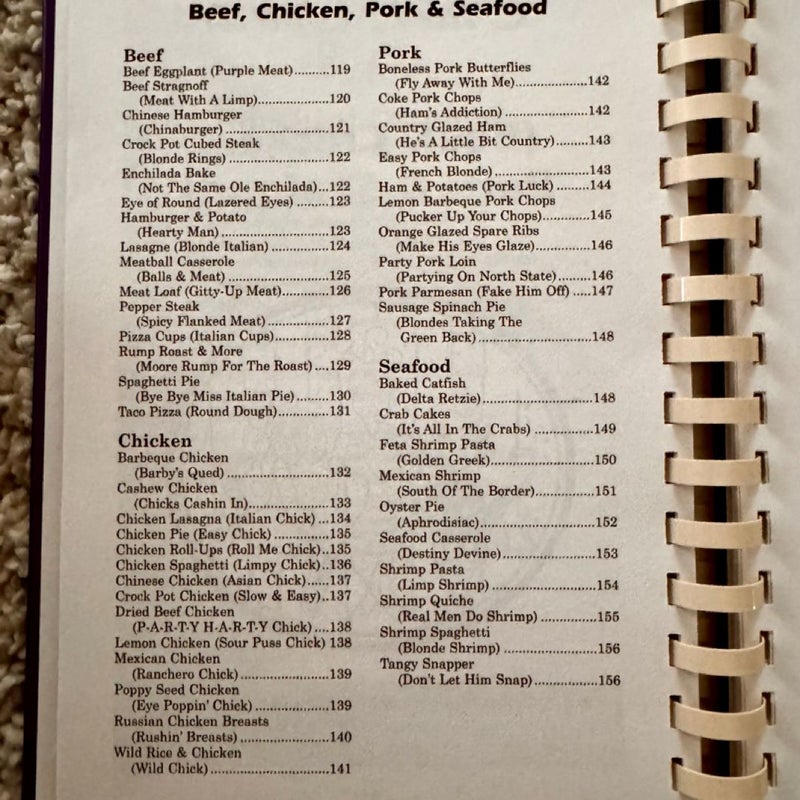 Beef, Chicken, Pork & Seafood
Beef
Beef Eggplant (Purple Meat)..........119
Beef Stragnoff
(Meat With A Limp)....................120
Chinese Hamburger
(Chinaburger) ..............................121
Crock Pot Cubed Steak
(Blonde Rings) .............................122
Enchilada Bake
(Not The Same Ole Enchilada)...122
Eye of Round (Lazered Eyes) .........123
Hamburger & Potato
(Hearty Man) ...............................123
Lasagne (Blonde Italian) ................124
Meatball Casserole
(Balls & Meat) .............................125
Meat Loaf (Gitty-Up Meat).............126
Pepper Steak
(Spicy Flanked Meat) ..................127
Pizza Cups (Italian Cups)...............128
Rump Roast & More
(Moore Rump For The Roast) ....129
Spaghetti Pie
(Bye Bye Miss Italian Pie).........130
Taco Pizza (Round Dough)..............131
Chicken
Barbeque Chicken
(Barby's Qued) .............................132
Cashew Chicken
(Chicks Cashin In).......................133
Chicken Lasagna (Italian Chick) ...134
Chicken Pie (Easy Chick) ...............135
Chicken Roll-Ups (Roll Me Chick)..135
Chicken Spaghetti (Limpy Chick)..136
Chinese Chicken (Asian Chick)......137
Crock Pot Chicken (Slow & Easy)..137
Dried Beef Chicken
(P-A-R-T-Y H-A-R-T-Y Chick) ....138
Lemon Chicken (Sour Puss Chick) 138
Mexican Chicken
(Ranchero Chick) .........................139
Poppy Seed Chicken
(Eye Poppin' Chick) .....................139
Russian Chicken Breasts
(Rushin' Breasts) .........................140
Wild Rice & Chicken
(Wild Chick).................................141
Pork
Boneless Pork Butterflies
(Fly Away With Me).....................142
Coke Pork Chops
(Ham's Addiction) .......................142
Country Glazed Ham
(He's A Little Bit Country).........143
Easy Pork Chops
(French Blonde) ...........................143
Ham & Potatoes (Pork Luck) .........144
Lemon Barbeque Pork Chops
(Pucker Up Your Chops).............145
Orange Glazed Spare Ribs
(Make His Eyes Glaze).................146
Party Pork Loin
(Partying On North State).........146
Pork Parmesan (Fake Him Off) .....147
Sausage Spinach Pie
(Blondes Taking The
Green Back) ................................148
Seafood
Baked Catfish
(Delta Retzie)...............................148
Crab Cakes
(It's All In The Crabs) .................149
Feta Shrimp Pasta
(Golden Greek).............................150
Mexican Shrimp
(South Of The Border).................151
Oyster Pie
(Aphrodisiac)................................152
Seafood Casserole
(Destiny Devine)..........................153
Shrimp Pasta
(Limp Shrimp) .............................154
Shrimp Quiche
(Real Men Do Shrimp) ................155
Shrimp Spaghetti
(Blonde Shrimp) ..........................156
Tangy Snapper
(Don't Let Him Snap)..................156